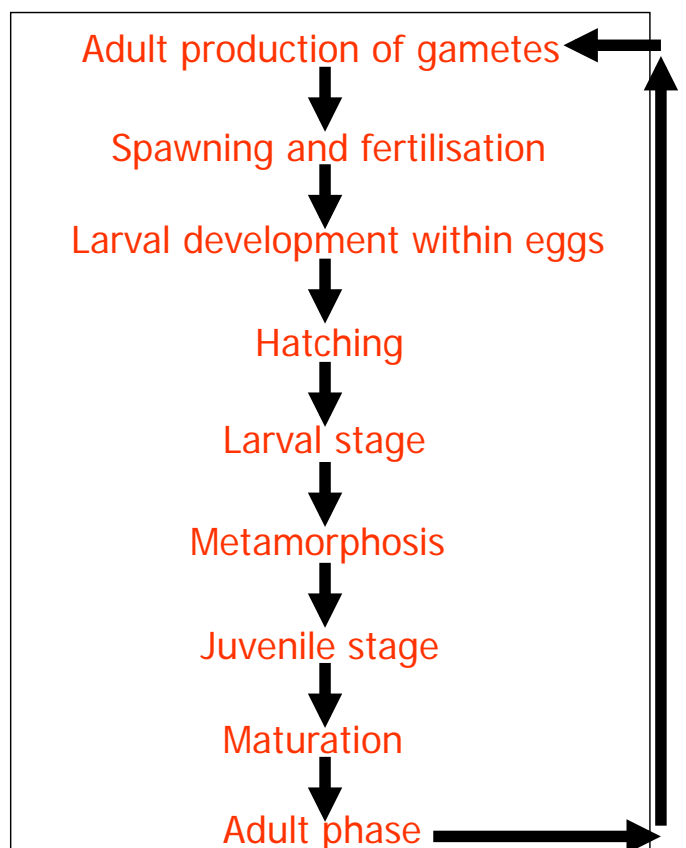 Adult production of gametes
Spawning and fertilisation
Larval development within eggs
Hatching
Larval stage
Metamorphosis
Juvenile stage
Maturation
Adult phase